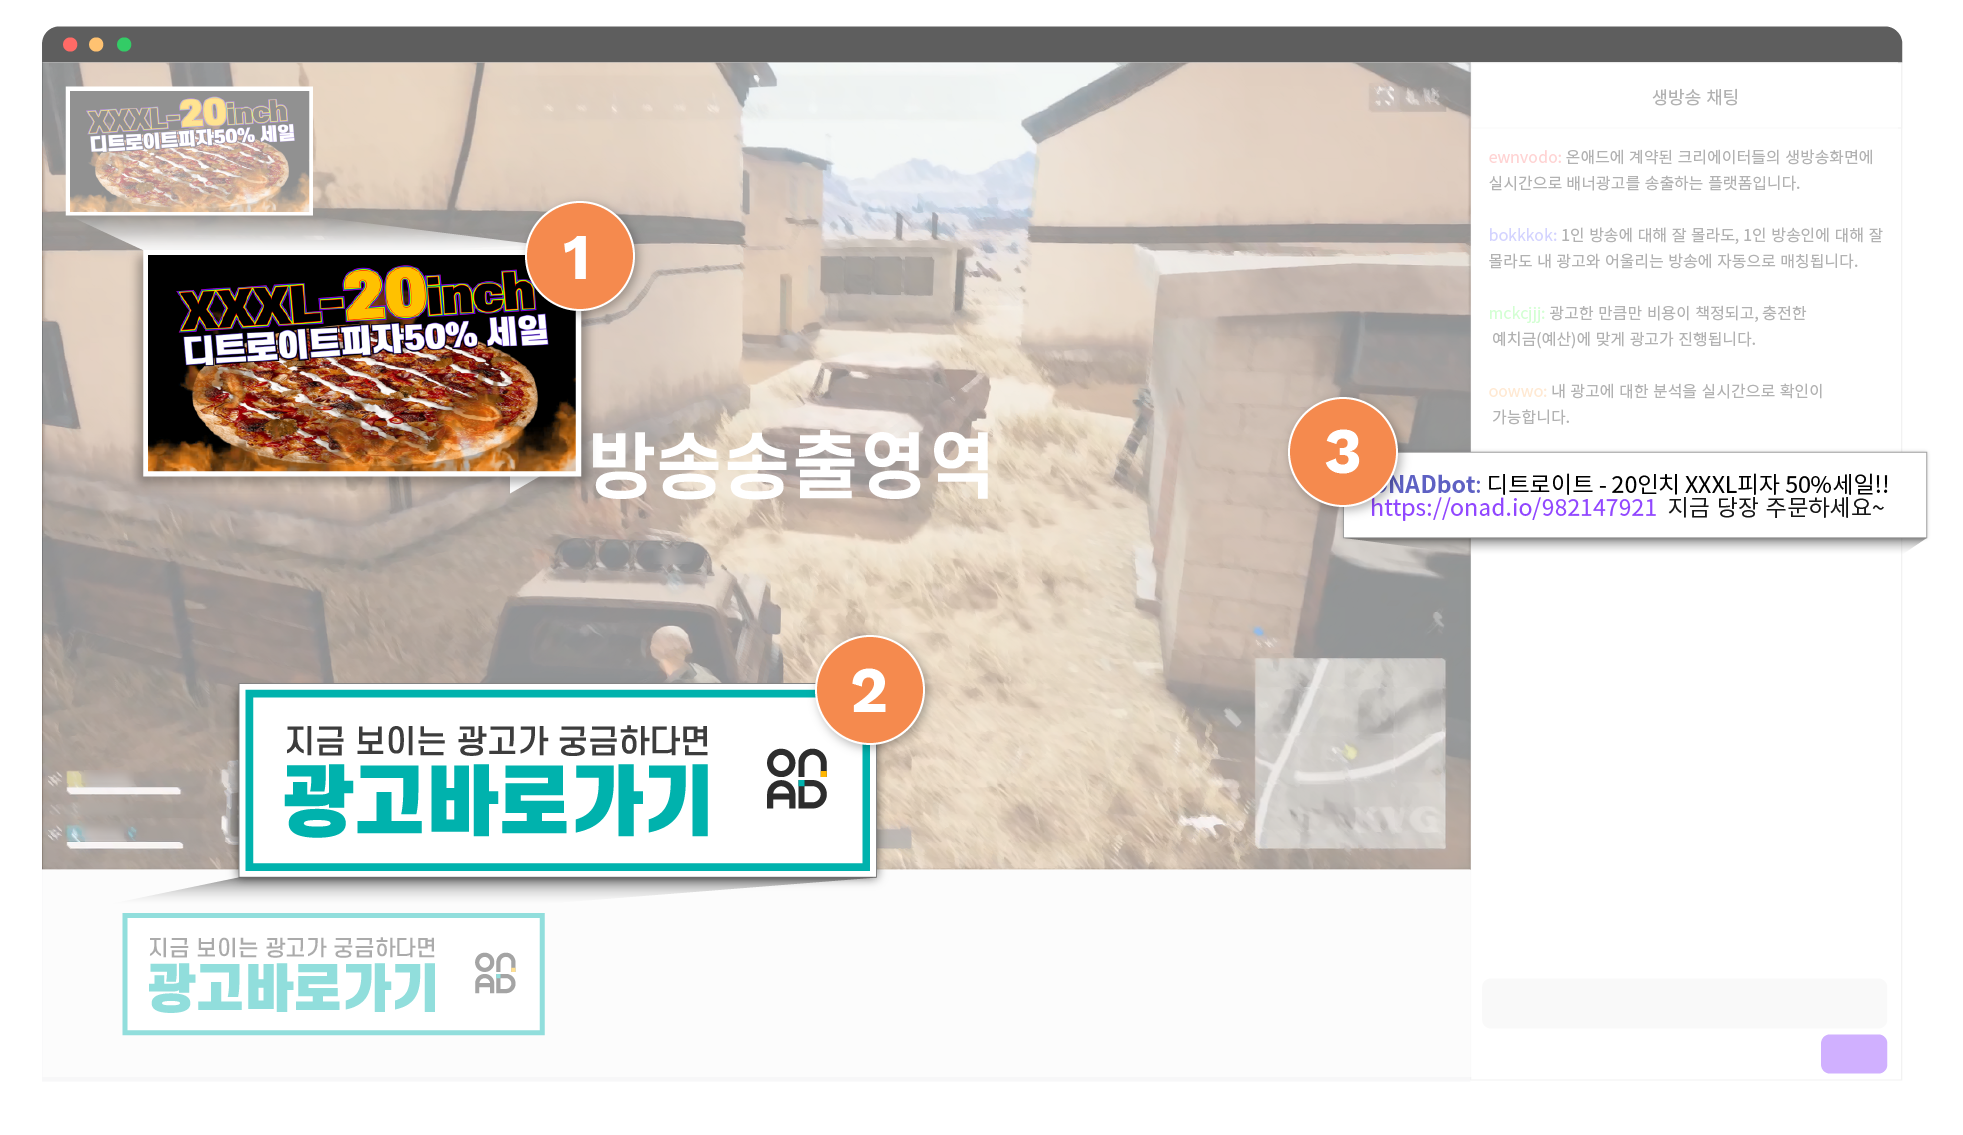 XXXL-20inch
디트로이트피자50% 세일
XXXL-20inch
디트로이트피자50% 세일
1
방송송출영역
지금 보이는 광고가 궁금하다면
광고바로가기
ON
AD
2
지금 보이는 광고가 궁금하다면
광고바로가기
ON
AD
생방송 채팅
ewnvodo: 온애드에 계약된 크리에이터들의 생방송화면에
실시간으로 배너광고를 송출하는 플랫폼입니다.
bokkkok: 1인 방송에 대해 잘 몰라도, 1인 방송인에 대해 잘
몰라도 내 광고와 어울리는 방송에 자동으로 매칭됩니다.
mckcjjj: 광고한 만큼만 비용이 책정되고, 충전한
예치금(예산)에 맞게 광고가 진행됩니다.
oowwo: 내 광고에 대한 분석을 실시간으로 확인이
가능합니다.
3
NADbot: 디트로이트 - 20인치 XXXL피자 50%세일!!
https://onad.io/982147921 지금 당장 주문하세요~